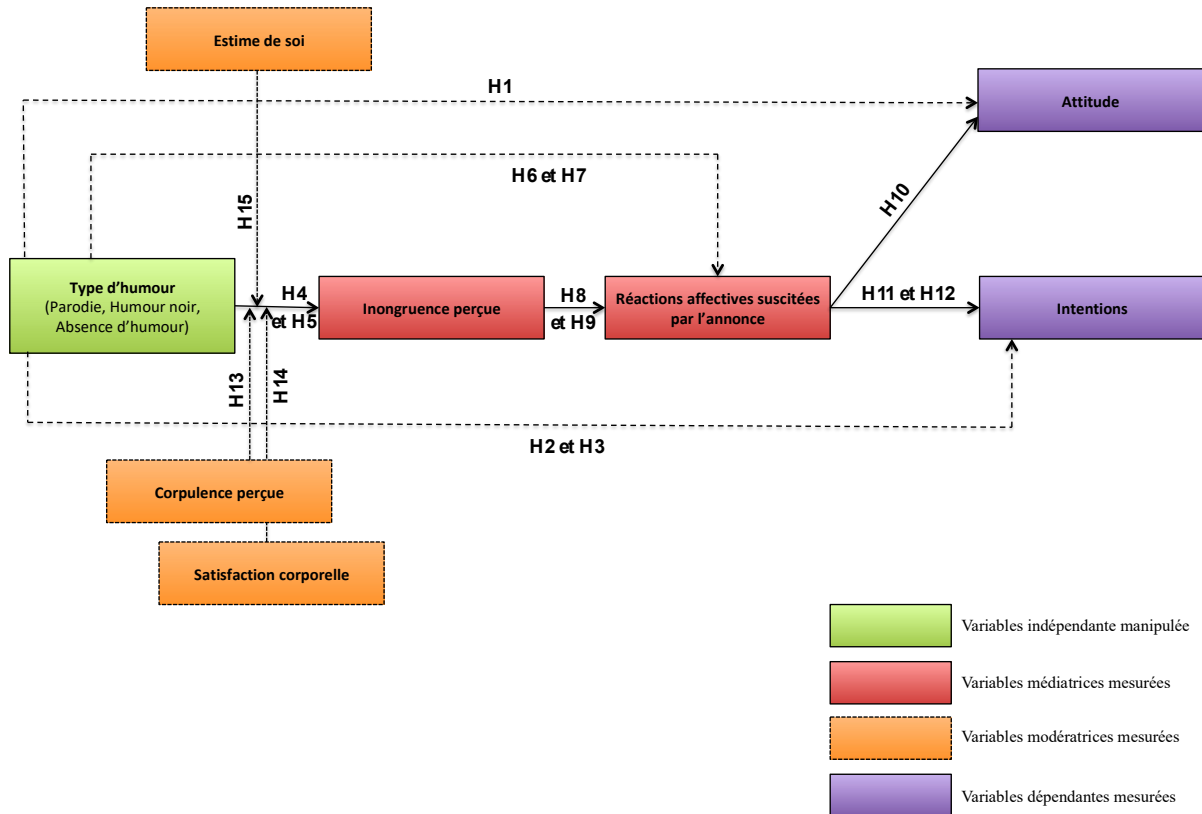 Estime de soi
H1
Attitude
H6 et H7
H15
H10
Type d'humour
(Parodie, Humour noir,
Absence d'humour)
H4
et H5
Inongruence perçue
H8
et H9
Réactions affectives suscitées
par l'annonce
H11 et H12
Intentions
H13
H14
H2 et H3
Corpulence perçue
Satisfaction corporelle
Variables indépendante manipulée
Variables médiatrices mesurées
Variables modératrices mesurées
Variables dépendantes mesurées